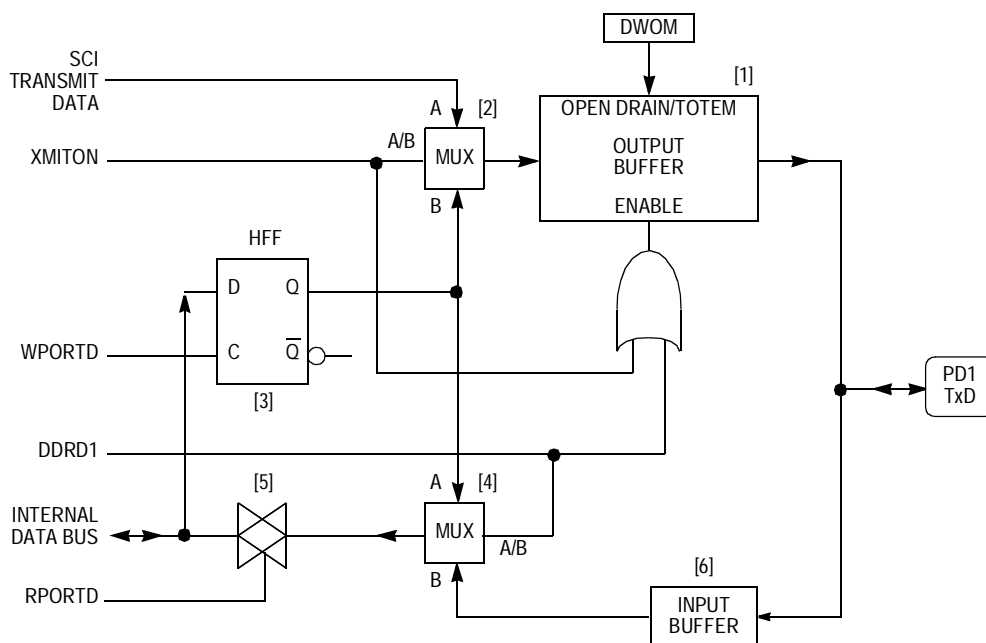 DWOM
SCI
TRANSMIT
DATA
[1]
A
[2]
OPEN DRAIN/TOTEM
OUTPUT
BUFFER
ENABLE
XMITON
A/B
MUX
B
HFF
D
Q
WPORTD
C
Q
[3]
PD1
TxD
DDRD1
[5]
A
[4]
INTERNAL
DATA BUS
MUX
A/B
B
[6]
RPORTD
INPUT
BUFFER